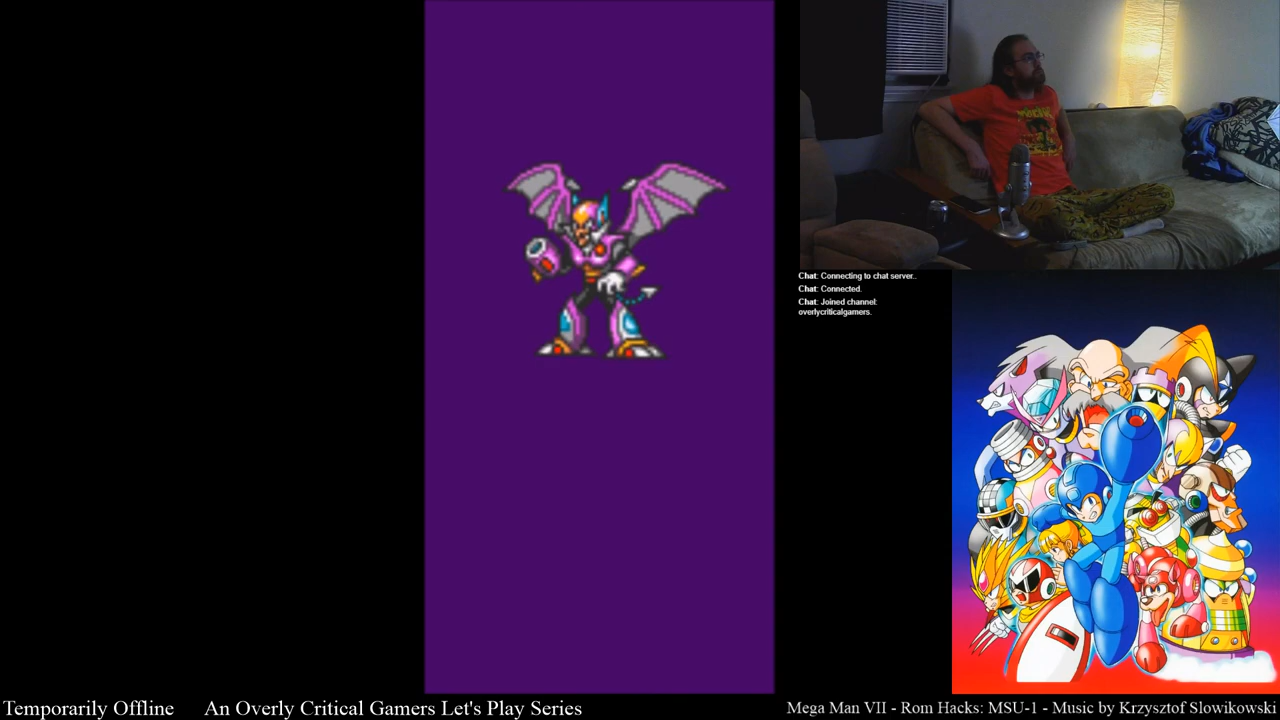 Chat: Connecting to chat server..
Chat: Connected.
Chat: Joined channel:
overlycriticalgamers.
Temporarily Offline
An Overly Critical Gamers Let's Play Series
Mega Man VII - Rom Hacks: MSU-1 - Music by Krzysztof Slowikowski